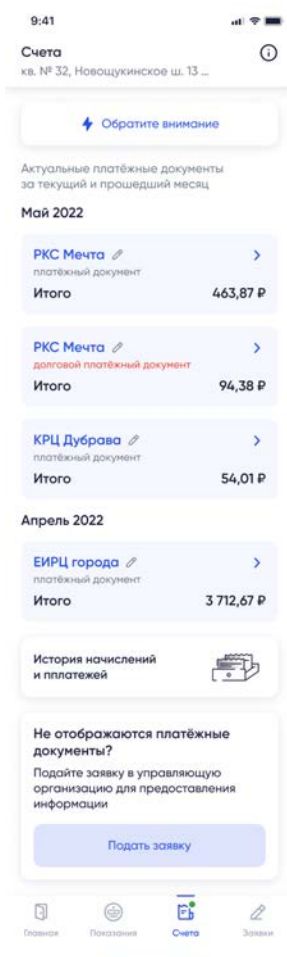 9:41
Счета
кв. № 32, Новощукинское ш. 13 ...
Обратите внимание
Актуальные платёжные документы
за текущий и прошедший месяц
Май 2022
РКС Мечта
платёжный документ
Итого 463,87 ₽
РКС Мечта
долговой платёжный документ
Итого 94,38 ₽
КРЦ Дубрава
платёжный документ
Итого 54,01 ₽
Апрель 2022
ЕИРЦ города
платёжный документ
Итого 3 712,67 ₽
История начислений
и пплатежей
Не отображаются платёжные
документы?
Подайте заявку в управляющую
организацию для предоставления
информации
Подать заявку
Главная Показания Счета Заявки